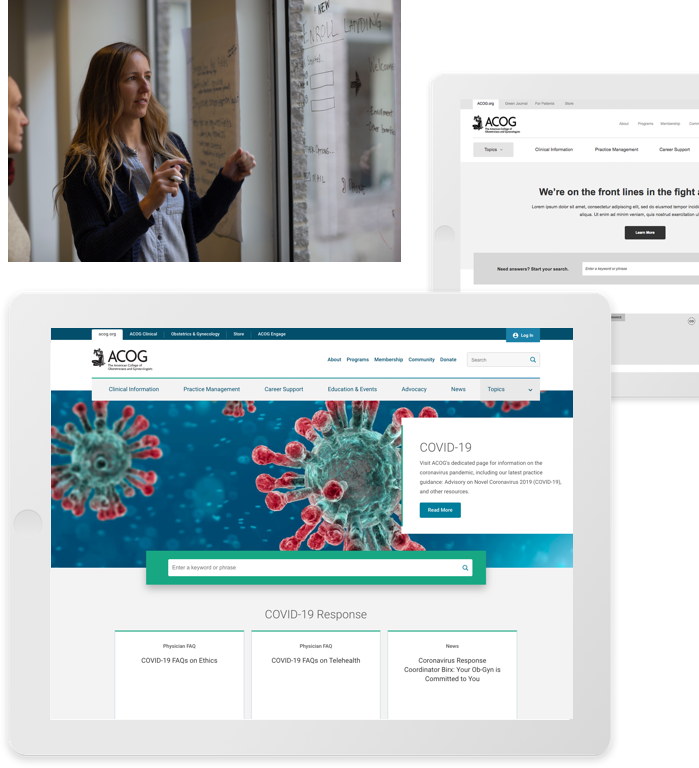 NEW
ENROLL LANDING
Started
Welcome
Enrollment
EMAIL
ACOG.org
Green Journal
For Patients
Store
ACOG
The American College of
Obstetricians and Gynecologists
About
Programs
Membership
Topics
Clinical Information
Practice Management
Career Support
We're on the front lines in the fight a
Lorem ipsum dolor sit amet, consectetur adipiscing elit, sed do eiusmod tempor incidi
aliqua. Ut enim ad minim veniam, quis nostrud exercitation u
Learn More
Need answers? Start your search.
Enter a keyword or phrase
acog.org
ACOG Clinical
Obstetrics & Gynecology
Store
ACOG Engage
Log In
ACOG
The American College of
Obstetricians and Gynecologists
About
Programs
Membership
Community
Donate
Search
Clinical Information
Practice Management
Career Support
Education & Events
Advocacy
News
Topics
COVID-19
Visit ACOG's dedicated page for information on the
coronavirus pandemic, including our latest practice
guidance: Advisory on Novel Coronavirus 2019 (COVID-19),
and other resources.
Read More
Enter a keyword or phrase
COVID-19 Response
Physician FAQ
COVID-19 FAQs on Ethics
Physician FAQ
COVID-19 FAQs on Telehealth
News
Coronavirus Response
Coordinator Birx: Your Ob-Gyn is
Committed to You